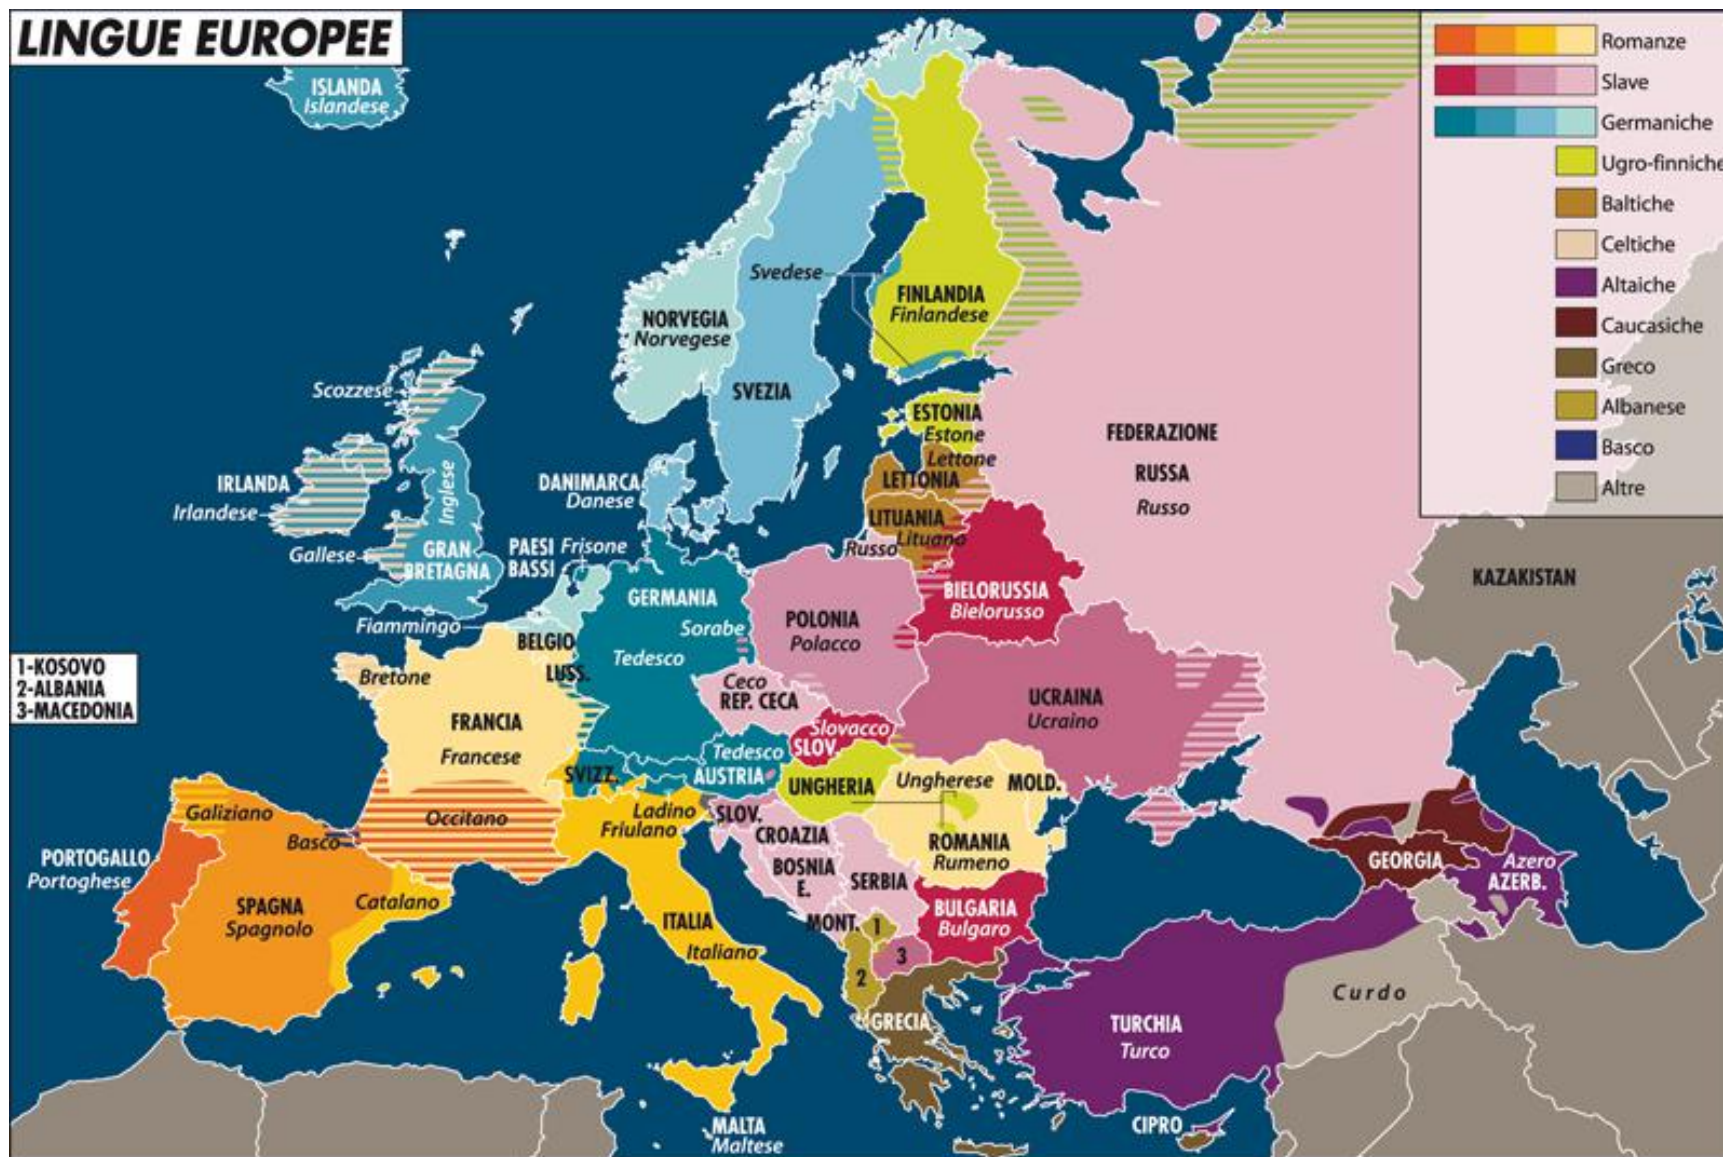 LINGUE EUROPEE
ISLANDA
Islandese
Romanze
Slave
Germaniche
Ugro-finniche
Baltiche
Celtiche
Altaiche
Caucasiche
Greco
Albanese
Basco
Altre
Svedese
NORVEGIA
Norvegese
FINLANDIA
Finlandese
SVEZIA
Scozzese
ESTONIA
Estone
Lettone
LETTONIA
LITUANIA
Lituano
Russo
FEDERAZIONE
RUSSA
Russo
IRLANDA
Irlandese
Inglese
Gallese
GRAN
BRETAGNA
DANIMARCA
Danese
PAESI
BASSI
Frisone
Fiammingo
BELGIO
LUSS.
GERMANIA
Sorabe
Tedesco
POLONIA
Polacco
BIELORUSSIA
Bielorusso
KAZAKISTAN
1-KOSOVO
2-ALBANIA
3-MACEDONIA
Bretone
FRANCIA
Francese
Ceco
REP. CECA
Slovacco
SLOV.
UCRAINA
Ucraino
Tedesco
AUSTRIA
SVIZZ.
UNGHERIA
Ungherese
MOLD.
Galiziano
Basco
Occitano
Ladino
Friulano
SLOV.
CROAZIA
BOSNIA
E.
SERBIA
ROMANIA
Rumeno
GEORGIA
Azero
AZERB.
PORTOGALLO
Portoghese
SPAGNA
Spagnolo
Catalano
ITALIA
Italiano
MONT.
1
2
3
BULGARIA
Bulgaro
GRECIA
TURCHIA
Turco
Curdo
MALTA
Maltese
CIPRO